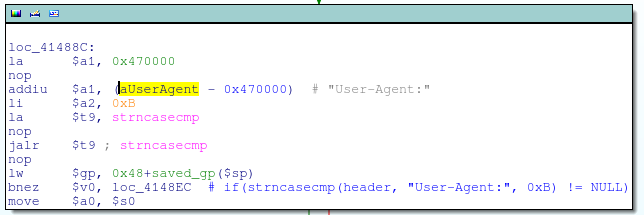 loc_41488C:
la $a1, 0x470000
nop
addiu $a1, (aUserAgent - 0x470000) # "User-Agent:"
li $a2, 0xB
la $t9, strncasecmp
nop
jalr $t9 ; strncasecmp
nop
lw $gp, 0x48+saved_gp($sp)
bnez $v0, loc_4148EC # if(strncasecmp(header, "User-Agent:", 0xB) != NULL)
move $a0, $s0